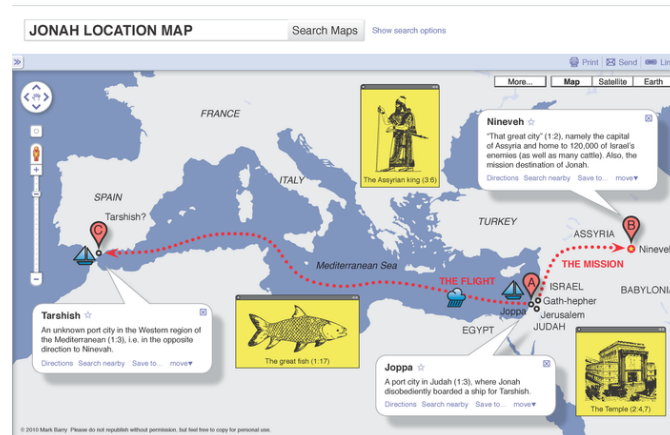 JONAH LOCATION MAP
Search Maps
Show search options
»
Print
Send
More...
Map
Satellite
Earth
FRANCE
SPAIN
ITALY
TURKEY
ASSYRIA
Mediterranean Sea
EGYPT
ISRAEL
Gath-hepher
Jerusalem
JUDAH
Joppa
Tarshish?
C
A
B
THE FLIGHT
THE MISSION
The Assyrian king (3:6)
Nineveh ☆
"That great city" (1:2), namely the capital
of Assyria and home to 120,000 of Israel's
enemies (as well as many cattle). Also, the
mission destination of Jonah.
Directions Search nearby Save to... move▾
Tarshish ☆
An unknown port city in the Western region of
the Mediterranean (1:3), i.e. in the opposite
direction to Ninevah.
Directions Search nearby Save to... move▾
The great fish (1:17)
Joppa ☆
A port city in Judah (1:3), where Jonah
disobediently boarded a ship for Tarshish.
Directions Search nearby Save to... move▾
The Temple (2:4,7)
© 2010 Mark Barry Please do not republish without permission, but feel free to copy for personal use.